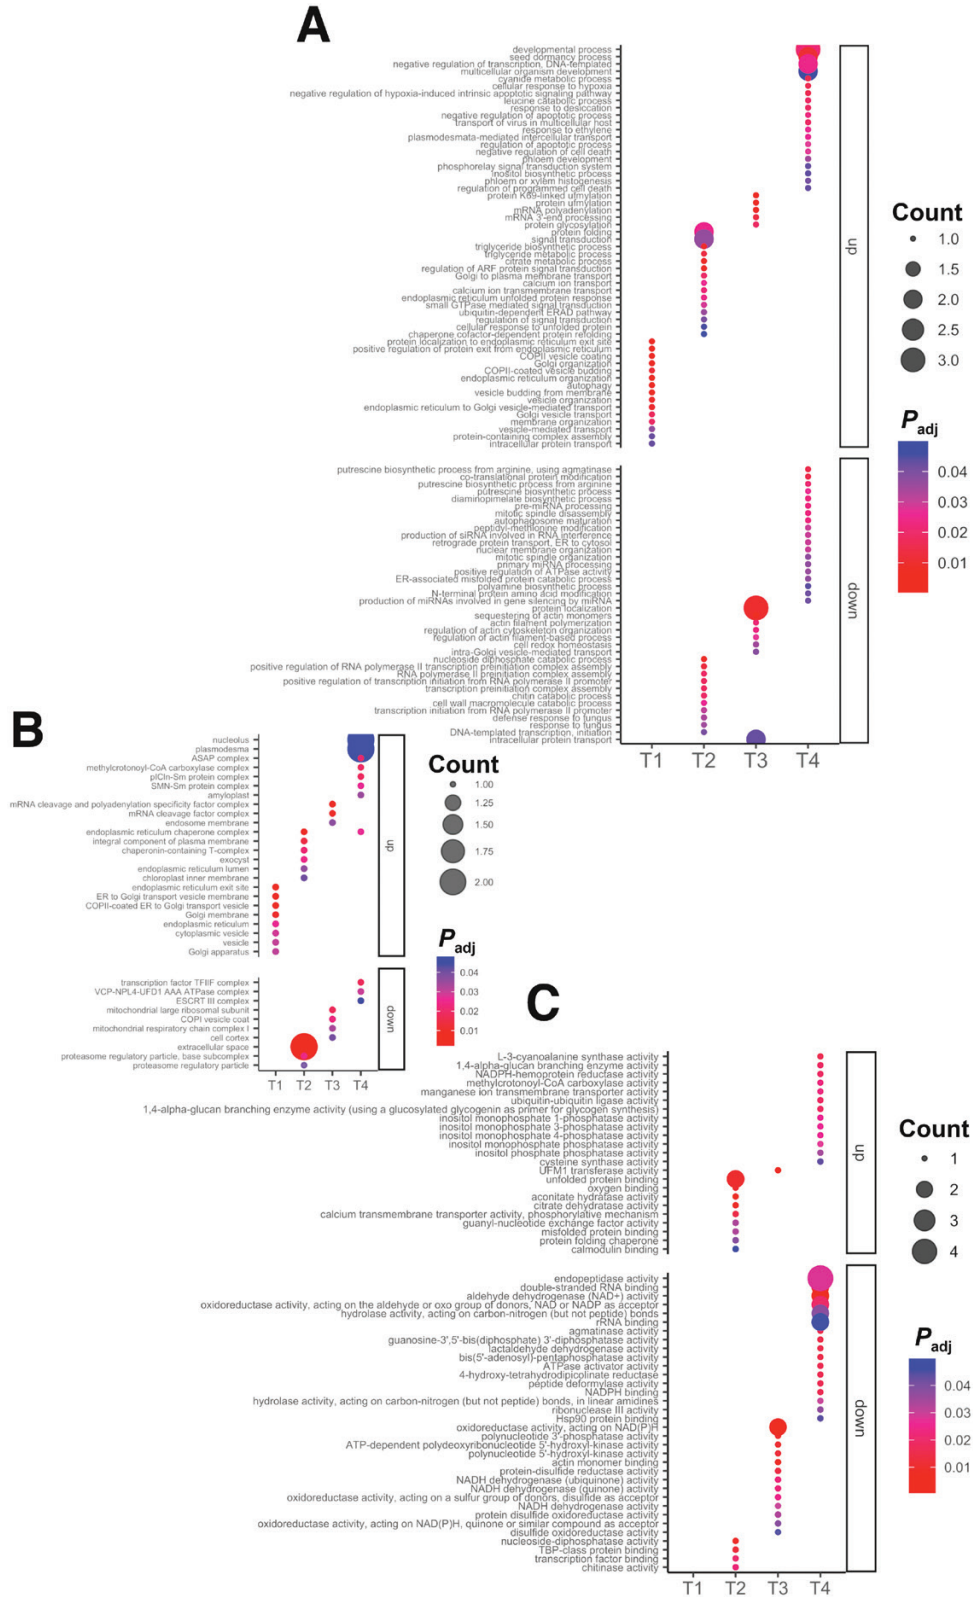 A
developmental process
seed dormancy process
negative regulation of transcription, DNA-templated
multicellular organism development
cyanide metabolic process
cellular response to hypoxia
negative regulation of hypoxia-induced intrinsic apoptotic signaling pathway
leucine catabolic process
response to desiccation
negative regulation of apoptotic process
transport of virus in multicellular host
response to ethylene
plasmodesmata-mediated intercellular transport
regulation of apoptotic process
negative regulation of cell death
phloem development
phosphorelay signal transduction system
inositol biosynthetic process
phloem or xylem histogenesis
regulation of programmed cell death
protein K69-linked ufmylation
protein ufmylation
mRNA polyadenylation
mRNA 3'-end processing
protein glycosylation
protein folding
signal transduction
triglyceride biosynthetic process
triglyceride metabolic process
citrate metabolic process
regulation of ARF protein signal transduction
Golgi to plasma membrane transport
calcium ion transport
calcium ion transmembrane transport
endoplasmic reticulum unfolded protein response
small GTPase mediated signal transduction
ubiquitin-dependent ERAD pathway
regulation of signal transduction
cellular response to unfolded protein
chaperone cofactor-dependent protein refolding
protein localization to endoplasmic reticulum exit site
positive regulation of protein exit from endoplasmic reticulum
COPII vesicle coating
Golgi organization
COPII-coated vesicle budding
endoplasmic reticulum organization
autophagy
vesicle budding from membrane
vesicle organization
endoplasmic reticulum to Golgi vesicle-mediated transport
Golgi vesicle transport
membrane organization
vesicle-mediated transport
protein-containing complex assembly
intracellular protein transport
up
putrescine biosynthetic process from arginine, using agmatinase
co-translational protein modification
putrescine biosynthetic process from arginine
putrescine biosynthetic process
diaminopimelate biosynthetic process
pre-miRNA processing
mitotic spindle disassembly
autophagosome maturation
peptidyl-methionine modification
production of siRNA involved in RNA interference
retrograde protein transport, ER to cytosol
nuclear membrane organization
mitotic spindle organization
primary miRNA processing
positive regulation of ATPase activity
ER-associated misfolded protein catabolic process
polyamine biosynthetic process
N-terminal protein amino acid modification
production of miRNAs involved in gene silencing by miRNA
protein localization
sequestering of actin monomers
actin filament polymerization
regulation of actin cytoskeleton organization
regulation of actin filament-based process
cell redox homeostasis
intra-Golgi vesicle-mediated transport
nucleoside diphosphate catabolic process
positive regulation of RNA polymerase II transcription preinitiation complex assembly
RNA polymerase II preinitiation complex assembly
positive regulation of transcription initiation from RNA polymerase II promoter
transcription preinitiation complex assembly
chitin catabolic process
cell wall macromolecule catabolic process
transcription initiation from RNA polymerase II promoter
defense response to fungus
response to fungus
DNA-templated transcription, initiation
intracellular protein transport
down
T1 T2 T3 T4
Count
1.0
1.5
2.0
2.5
3.0
Padj
0.04
0.03
0.02
0.01
B
nucleolus
plasmodesma
ASAP complex
methylcrotonoyl-CoA carboxylase complex
pICln-Sm protein complex
SMN-Sm protein complex
amyloplast
mRNA cleavage and polyadenylation specificity factor complex
mRNA cleavage factor complex
endosome membrane
endoplasmic reticulum chaperone complex
integral component of plasma membrane
chaperonin-containing T-complex
exocyst
endoplasmic reticulum lumen
chloroplast inner membrane
endoplasmic reticulum exit site
ER to Golgi transport vesicle membrane
COPII-coated ER to Golgi transport vesicle
Golgi membrane
endoplasmic reticulum
cytoplasmic vesicle
vesicle
Golgi apparatus
up
transcription factor TFIIF complex
VCP-NPL4-UFD1 AAA ATPase complex
ESCRT III complex
mitochondrial large ribosomal subunit
COPI vesicle coat
mitochondrial respiratory chain complex I
cell cortex
extracellular space
proteasome regulatory particle, base subcomplex
proteasome regulatory particle
down
T1 T2 T3 T4
Count
1.00
1.25
1.50
1.75
2.00
Padj
0.04
0.03
0.02
0.01
C
L-3-cyanoalanine synthase activity
1,4-alpha-glucan branching enzyme activity
NADPH-hemoprotein reductase activity
methylcrotonoyl-CoA carboxylase activity
manganese ion transmembrane transporter activity
ubiquitin-ubiquitin ligase activity
1,4-alpha-glucan branching enzyme activity (using a glucosylated glycogenin as primer for glycogen synthesis)
inositol monophosphate 1-phosphatase activity
inositol monophosphate 3-phosphatase activity
inositol monophosphate 4-phosphatase activity
inositol monophosphate phosphatase activity
inositol phosphate phosphatase activity
cysteine synthase activity
UFM1 transferase activity
unfolded protein binding
oxygen binding
aconitate hydratase activity
citrate dehydratase activity
calcium transmembrane transporter activity, phosphorylative mechanism
guanyl-nucleotide exchange factor activity
misfolded protein binding
protein folding chaperone
calmodulin binding
up
endopeptidase activity
double-stranded RNA binding
aldehyde dehydrogenase (NAD+) activity
oxidoreductase activity, acting on the aldehyde or oxo group of donors, NAD or NADP as acceptor
hydrolase activity, acting on carbon-nitrogen (but not peptide) bonds
rRNA binding
agmatinase activity
guanosine-3',5'-bis(diphosphate) 3'-diphosphatase activity
lactaldehyde dehydrogenase activity
bis(5'-adenosyl)-pentaphosphatase activity
ATPase activator activity
4-hydroxy-tetrahydrodipicolinate reductase
peptide deformylase activity
NADPH binding
hydrolase activity, acting on carbon-nitrogen (but not peptide) bonds, in linear amidines
ribonuclease III activity
Hsp90 protein binding
oxidoreductase activity, acting on NAD(P)H
polynucleotide 3'-phosphatase activity
ATP-dependent polydeoxyribonucleotide 5'-hydroxyl-kinase activity
polynucleotide 5'-hydroxyl-kinase activity
actin monomer binding
protein-disulfide reductase activity
NADH dehydrogenase (ubiquinone) activity
NADH dehydrogenase (quinone) activity
oxidoreductase activity, acting on a sulfur group of donors, disulfide as acceptor
NADH dehydrogenase activity
protein disulfide oxidoreductase activity
oxidoreductase activity, acting on NAD(P)H, quinone or similar compound as acceptor
disulfide oxidoreductase activity
nucleoside-diphosphatase activity
TBP-class protein binding
transcription factor binding
chitinase activity
down
T1 T2 T3 T4
Count
1
2
3
4
Padj
0.04
0.03
0.02
0.01